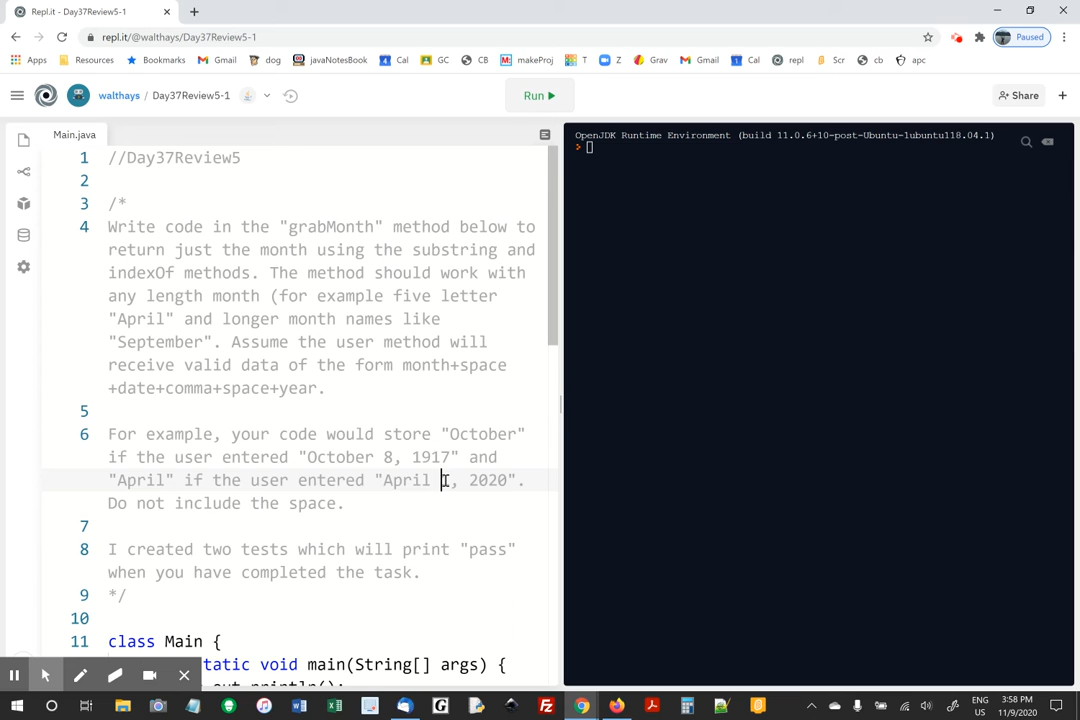 Repl.it - Day37Review5-1
repl.it/@walthays/Day37Review5-1
Paused
Apps Resources Bookmarks Gmail dog javaNotebook Cal GC CB makeProj T Z Grav Gmail Cal repl Scr cb apc
walthays / Day37Review5-1
Run
Share
Main.java
1 //Day37Review5
2
3 /*
4 Write code in the "grabMonth" method below to
return just the month using the substring and
indexOf methods. The method should work with
any length month (for example five letter
"April" and longer month names like
"September". Assume the user method will
receive valid data of the form month+space
+date+comma+space+year.
5
6 For example, your code would store "October"
if the user entered "October 8, 1917" and
"April" if the user entered "April , 2020".
Do not include the space.
7
8 I created two tests which will print "pass"
when you have completed the task.
9 */
10
11 class Main {
tatic void main(String[] args) {
OpenJDK Runtime Environment (build 11.0.6+10-post-Ubuntu-1ubuntu118.04.1)
>
ENG
US
3:58 PM
11/9/2020